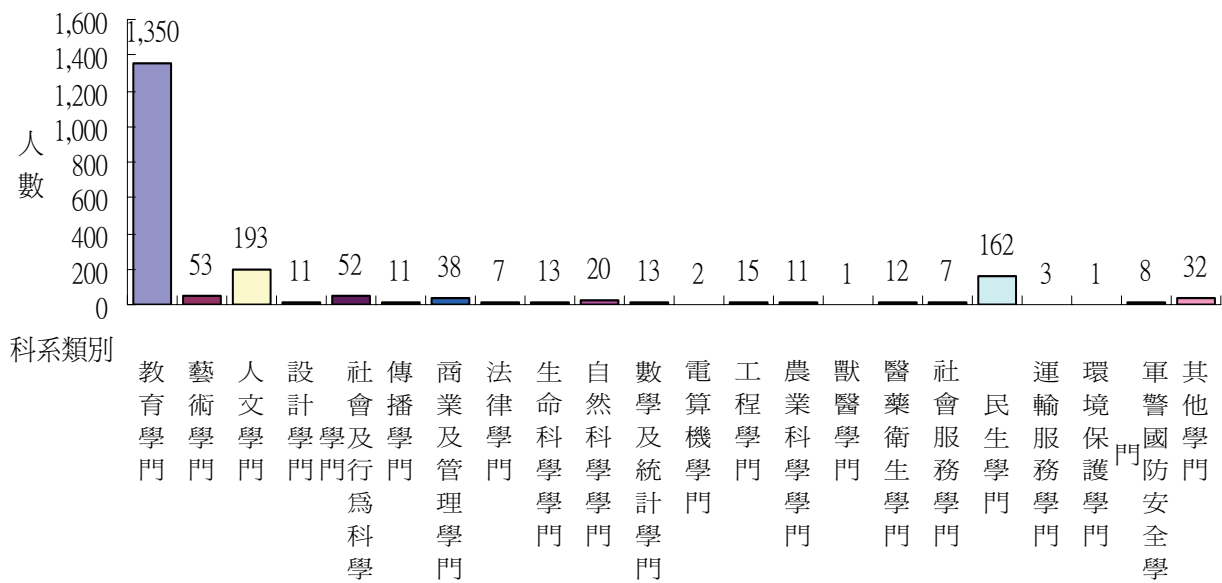 1,600
1,400
1,200
1,000
800
600
400
200
0
人數
1,350
53
193
11
52
11
38
7
13
20
13
2
15
11
1
12
7
162
3
1
8
32
科系類別
教育學門
藝術學門
人文學門
設計學門
社會及行為科學
學門
傳播學門
商業及管理學門
法律學門
生命科學學門
自然科學學門
數學及統計學門
電算機學門
工程學門
農業科學學門
獸醫學門
醫藥衛生學門
社會服務學門
民生學門
運輸服務學門
環境保護學門
軍警國防安全學
門
其他學門